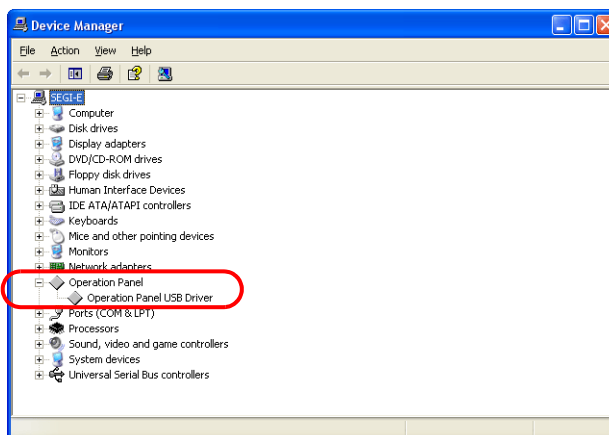 Device Manager
File Action View Help
SEGI-E
Computer
Disk drives
Display adapters
DVD/CD-ROM drives
Floppy disk drives
Human Interface Devices
IDE ATA/ATAPI controllers
Keyboards
Mice and other pointing devices
Monitors
Network adapters
Operation Panel
Operation Panel USB Driver
Ports (COM & LPT)
Processors
Sound, video and game controllers
System devices
Universal Serial Bus controllers